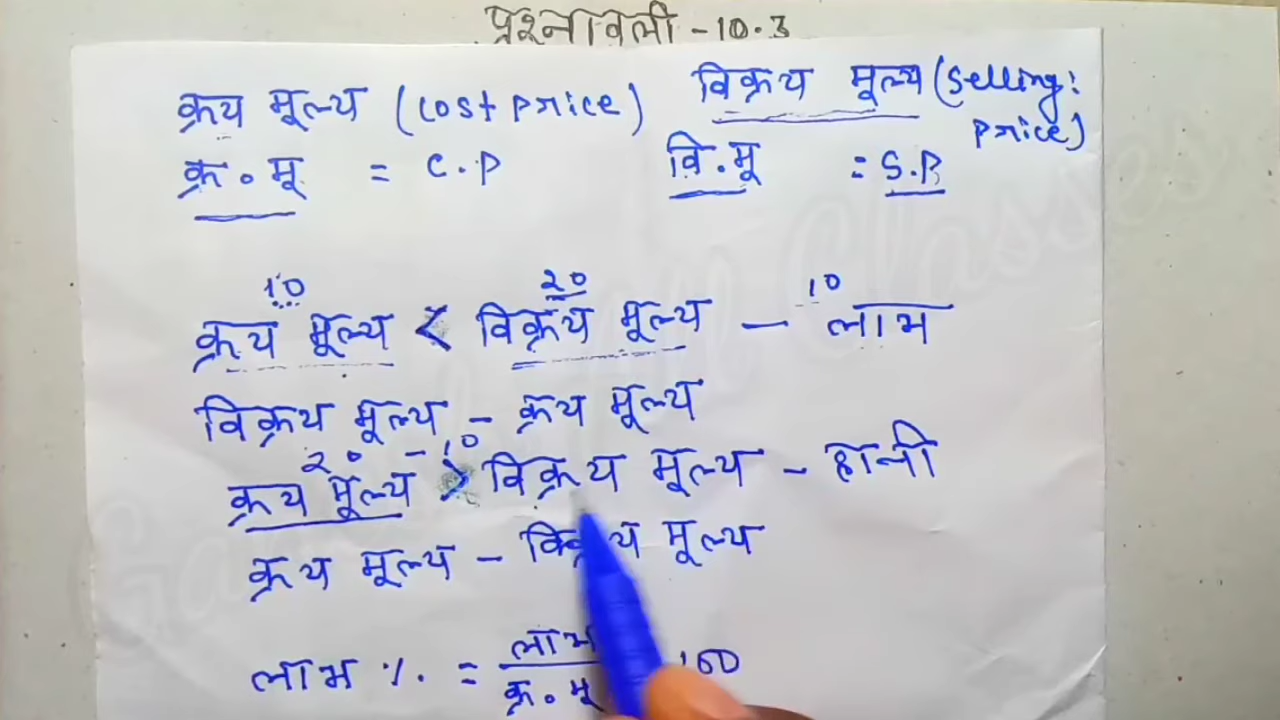 प्रश्नावली - 10.3
क्रय मूल्य (Cost price) विक्रय मूल्य (Selling:
price)
क्र. मू = C.P वि.मू = S.P
10 20 10
क्रय मूल्य < विक्रय मूल्य — लाभ
विक्रय मूल्य - क्रय मूल्य
20 - 10
क्रय मूल्य > विक्रय मूल्य - हानी
क्रय मूल्य - विक्रय मूल्य
लाभ %. = लाभ
क्र. मू 100